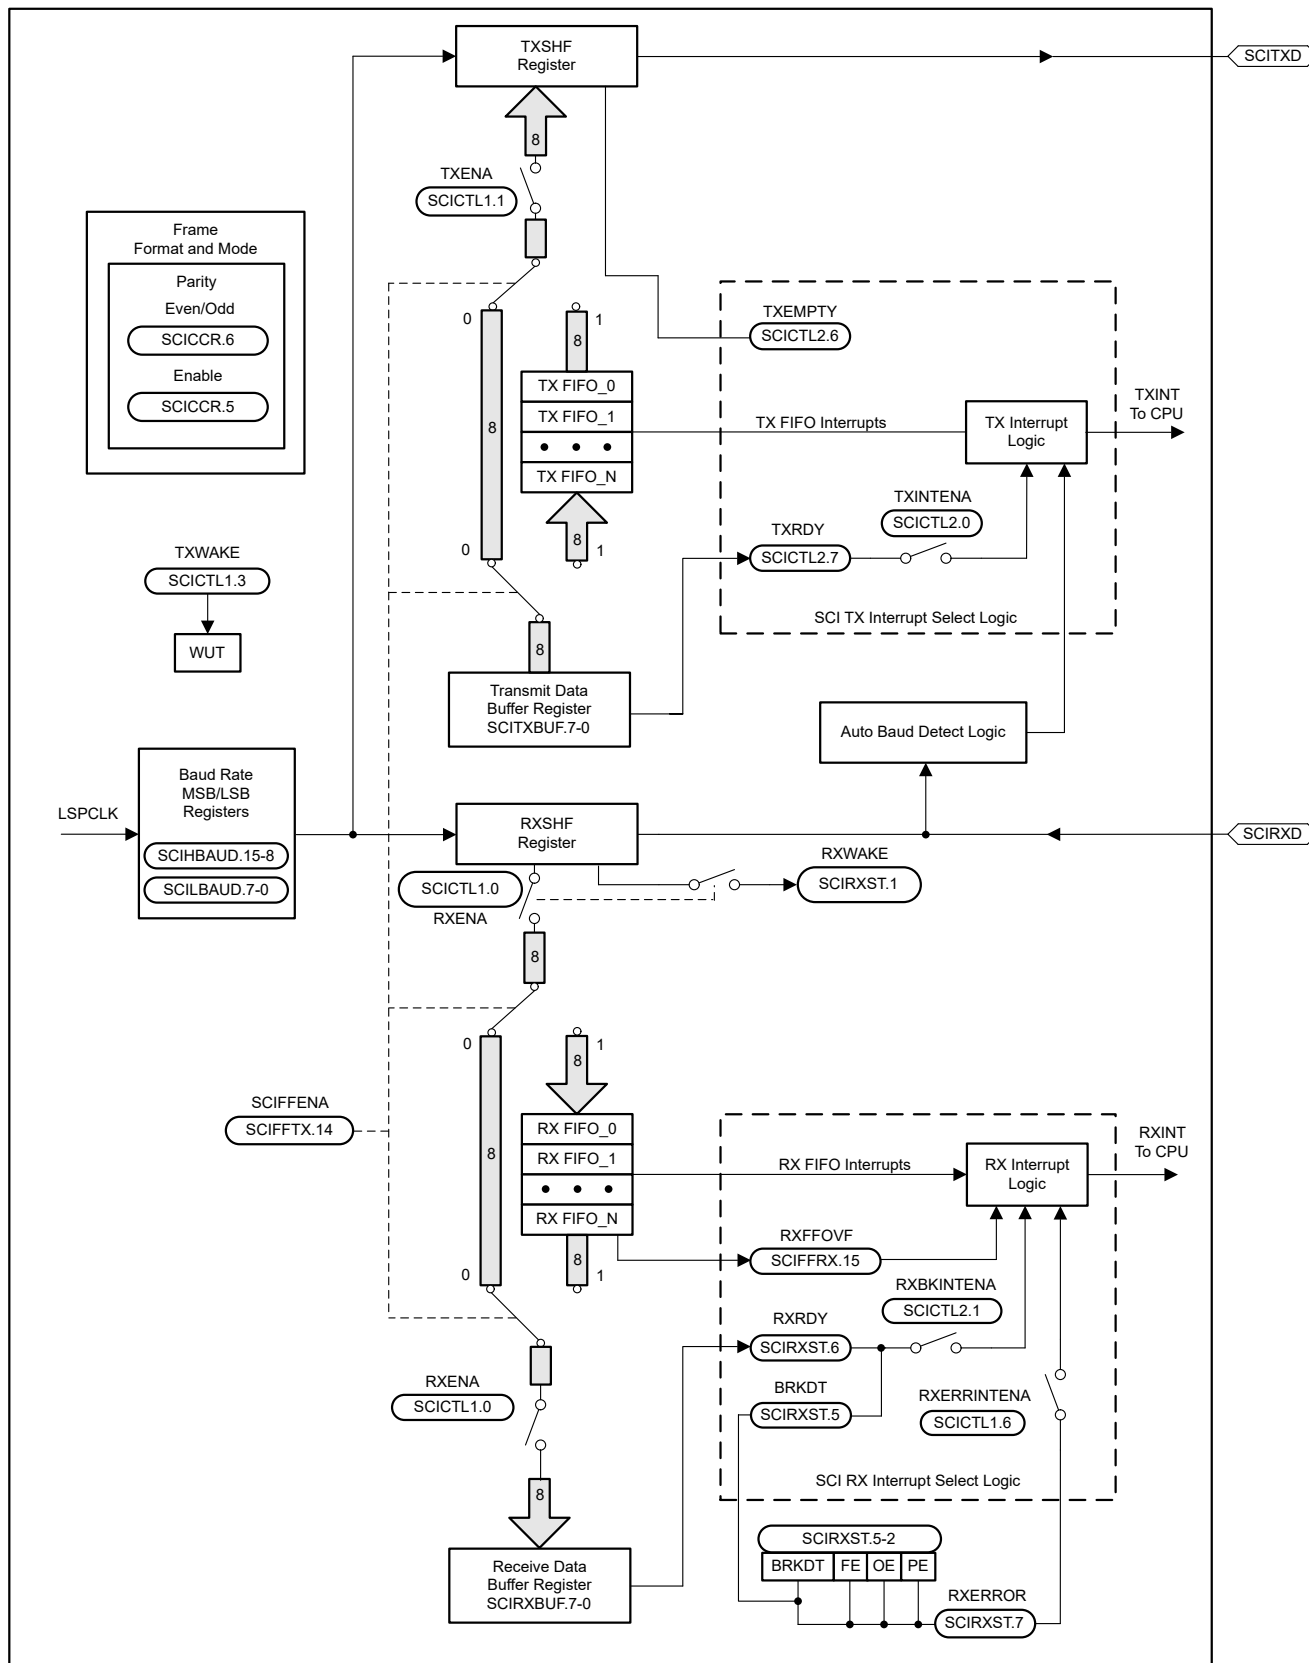 TXSHF
Register
SCITXD
8
TXENA
SCICTL1.1
Frame
Format and Mode
Parity
Even/Odd
SCICCR.6
Enable
SCICCR.5
0
1
8
8
TX FIFO_0
TX FIFO_1
TX FIFO_N
8
0
1
TXEMPTY
SCICTL2.6
TX FIFO Interrupts
TX Interrupt
Logic
TXINT
To CPU
TXINTENA
SCICTL2.0
TXRDY
SCICTL2.7
SCI TX Interrupt Select Logic
TXWAKE
SCICTL1.3
WUT
8
Transmit Data
Buffer Register
SCITXBUF.7-0
Auto Baud Detect Logic
LSPCLK
Baud Rate
MSB/LSB
Registers
SCIHBAUD.15-8
SCILBAUD.7-0
RXSHF
Register
SCIRXD
SCICTL1.0
RXENA
RXWAKE
SCIRXST.1
8
0
1
8
8
RX FIFO_0
RX FIFO_1
RX FIFO_N
8
0
1
SCIFFENA
SCIFFTX.14
RX FIFO Interrupts
RX Interrupt
Logic
RXINT
To CPU
RXFFOVF
SCIFFRX.15
RXBKINTENA
SCICTL2.1
RXRDY
SCIRXST.6
BRKDT
SCIRXST.5
RXERRINTENA
SCICTL1.6
SCI RX Interrupt Select Logic
RXENA
SCICTL1.0
8
Receive Data
Buffer Register
SCIRXBUF.7-0
SCIRXST.5-2
BRKDT FE OE PE
RXERROR
SCIRXST.7